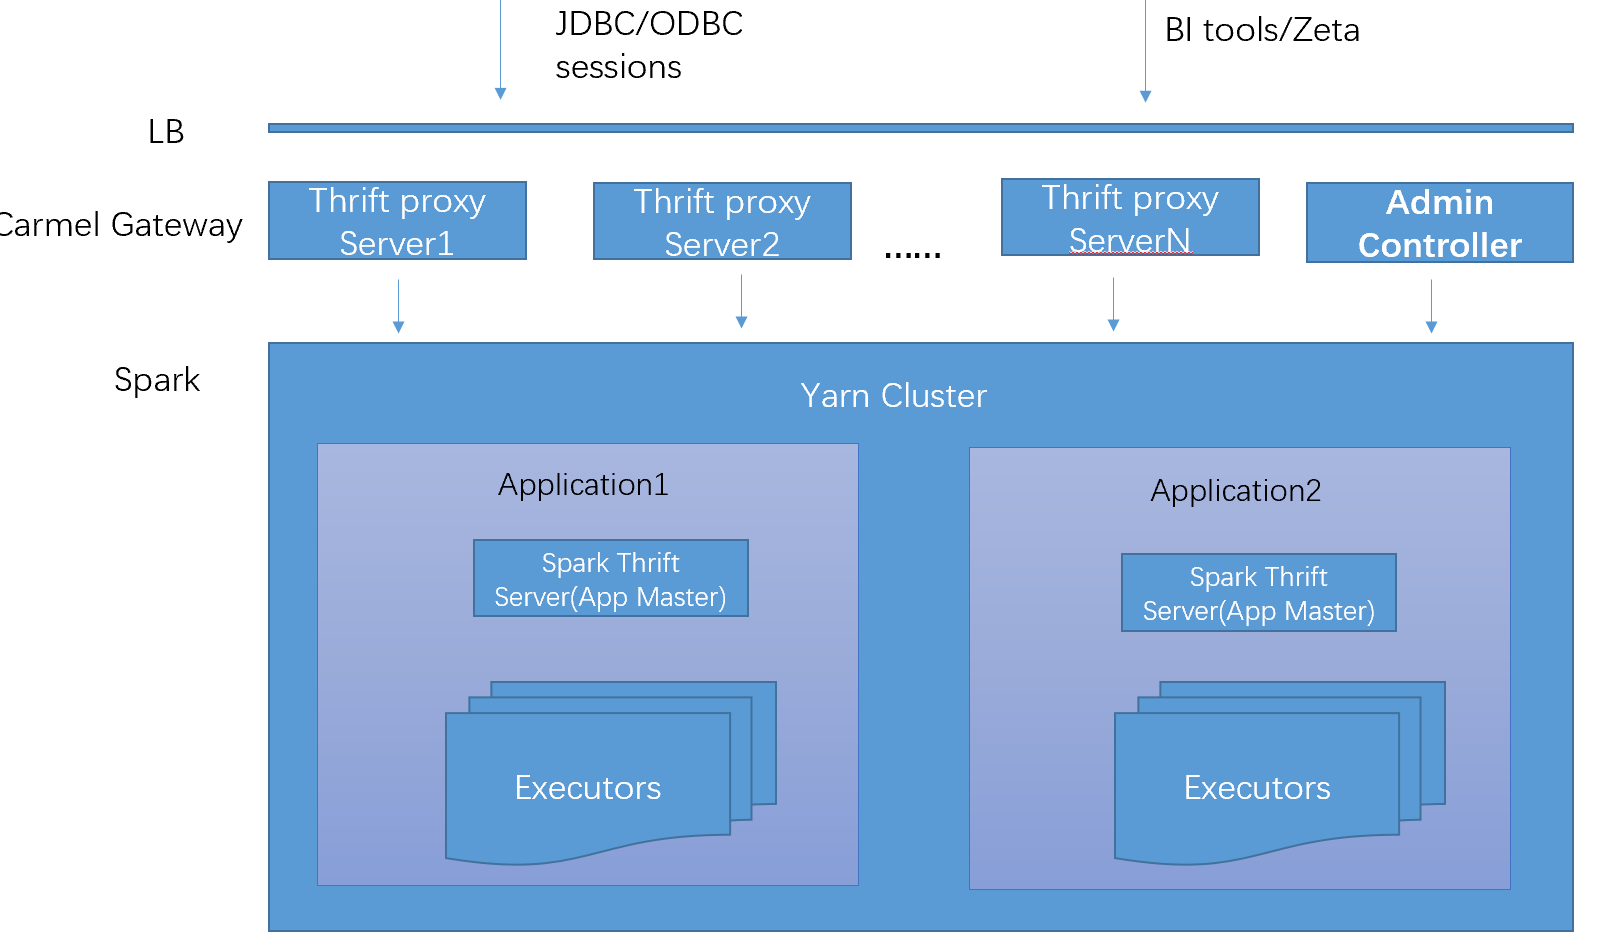 JDBC/ODBC
sessions
BI tools/Zeta
LB
Carmel Gateway
Thrift proxy
Server1
Thrift proxy
Server2
......
Thrift proxy
ServerN
Admin
Controller
Spark
Yarn Cluster
Application1
Spark Thrift
Server(App Master)
Executors
Application2
Spark Thrift
Server(App Master)
Executors